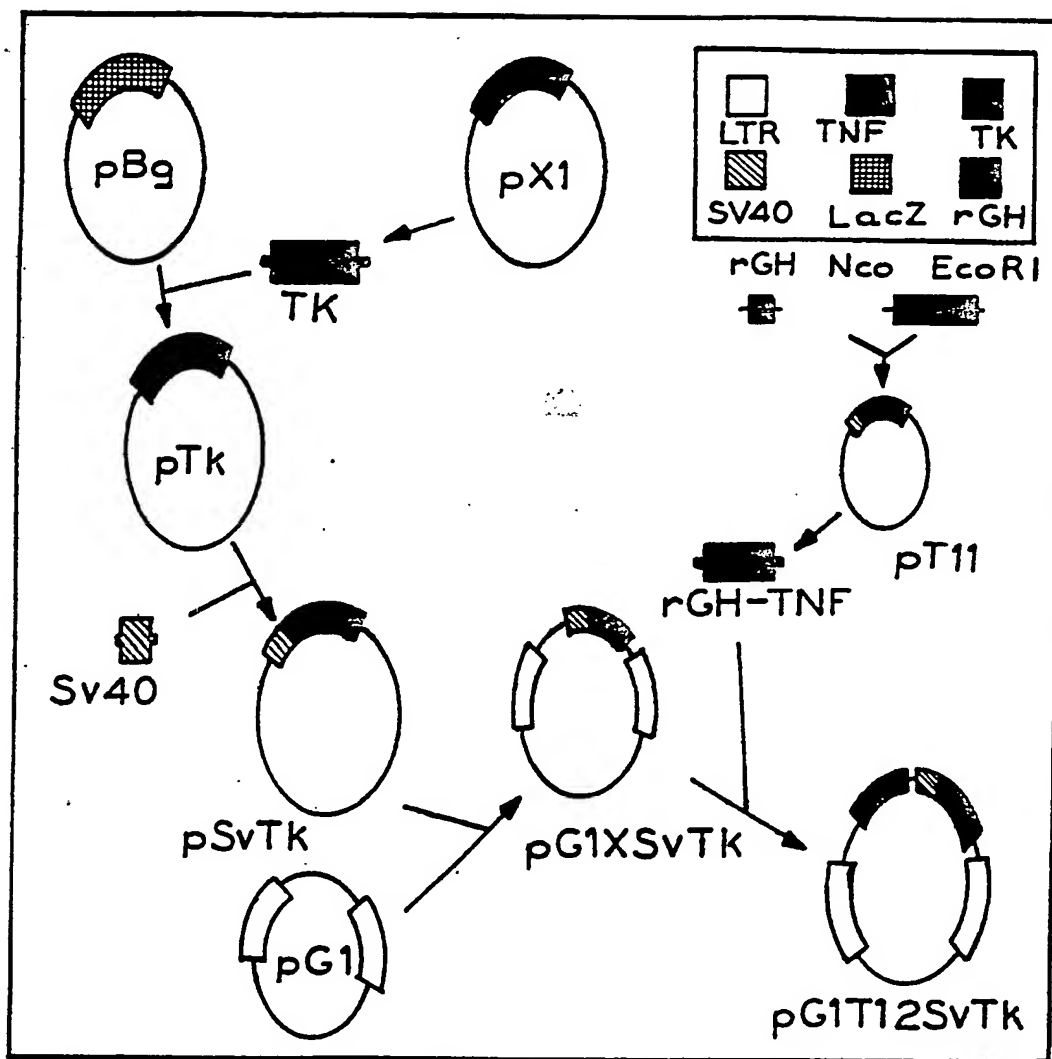 pBg
pX1
LTR TNF TK
SV40 LacZ rGH
rGH Nco EcoRI
TK
pTk
pT11
rGH-TNF
Sv40
pSvTk
pG1XSvTk
pG1
pG1T12SvTk